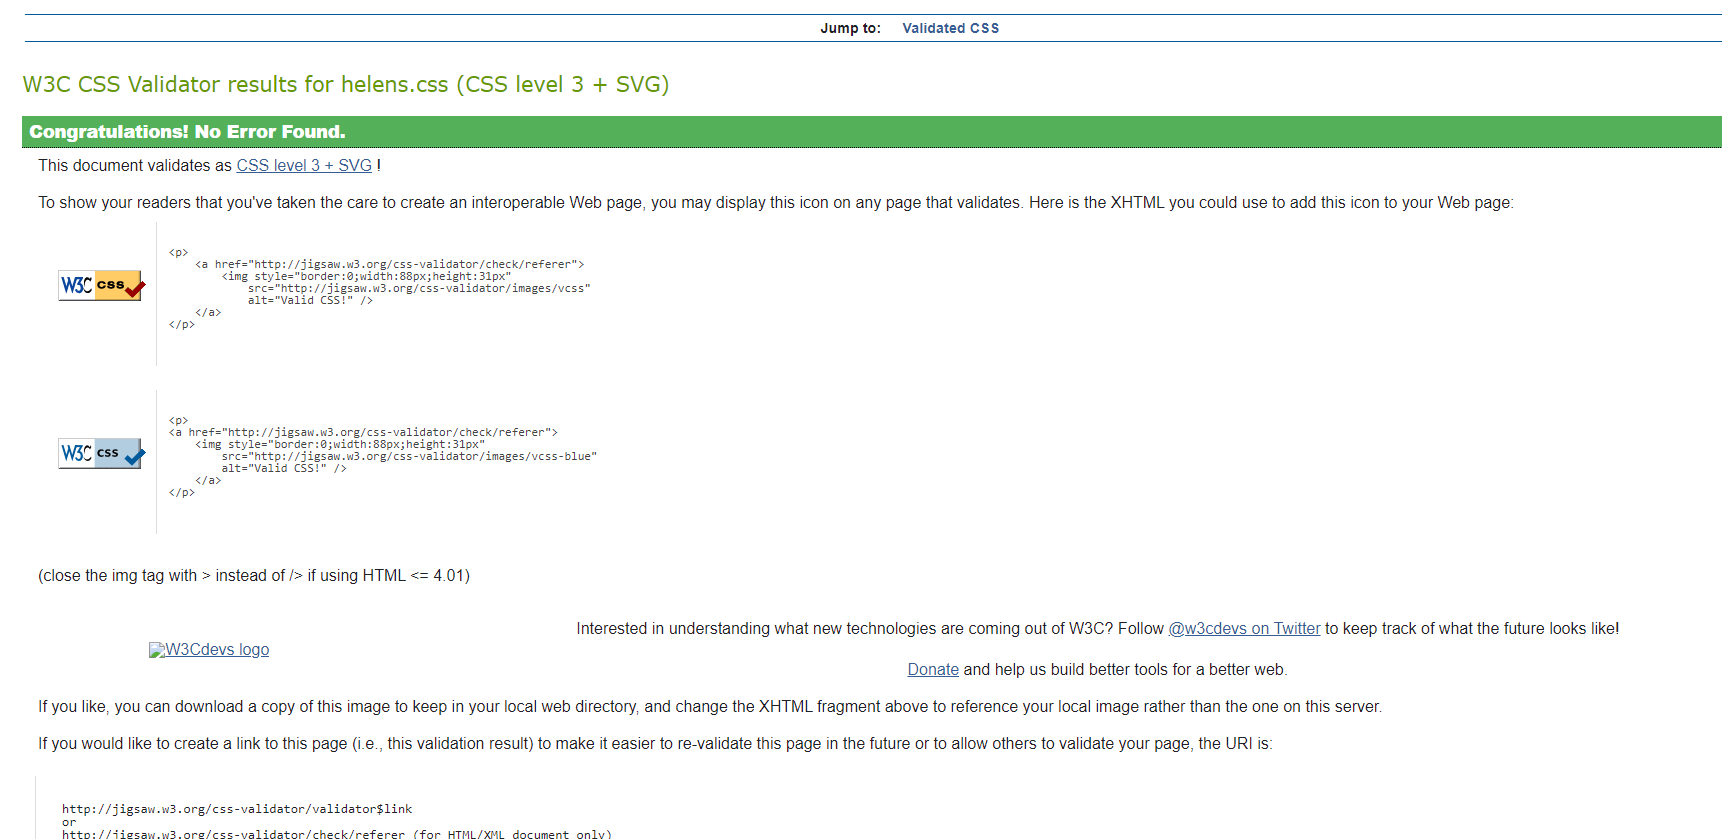 Jump to: Validated CSS
W3C CSS Validator results for helens.css (CSS level 3 + SVG)
Congratulations! No Error Found.
This document validates as CSS level 3 + SVG !
To show your readers that you've taken the care to create an interoperable Web page, you may display this icon on any page that validates. Here is the XHTML you could use to add this icon to your Web page:
W3C css
<p>
    <a href="http://jigsaw.w3.org/css-validator/check/referer">
        <img style="border:0;width:88px;height:31px"
            src="http://jigsaw.w3.org/css-validator/images/vcss"
            alt="Valid CSS!" />
    </a>
</p>
W3C css
<p>
<a href="http://jigsaw.w3.org/css-validator/check/referer">
    <img style="border:0;width:88px;height:31px"
        src="http://jigsaw.w3.org/css-validator/images/vcss-blue"
        alt="Valid CSS!" />
    </a>
</p>
(close the img tag with > instead of /> if using HTML <= 4.01)
Interested in understanding what new technologies are coming out of W3C? Follow @w3cdevs on Twitter to keep track of what the future looks like!
W3Cdevs logo
Donate and help us build better tools for a better web.
If you like, you can download a copy of this image to keep in your local web directory, and change the XHTML fragment above to reference your local image rather than the one on this server.
If you would like to create a link to this page (i.e., this validation result) to make it easier to re-validate this page in the future or to allow others to validate your page, the URI is:
http://jigsaw.w3.org/css-validator/validator$link
or
http://jigsaw.w3.org/css-validator/check/referer (for HTML/XML document only)